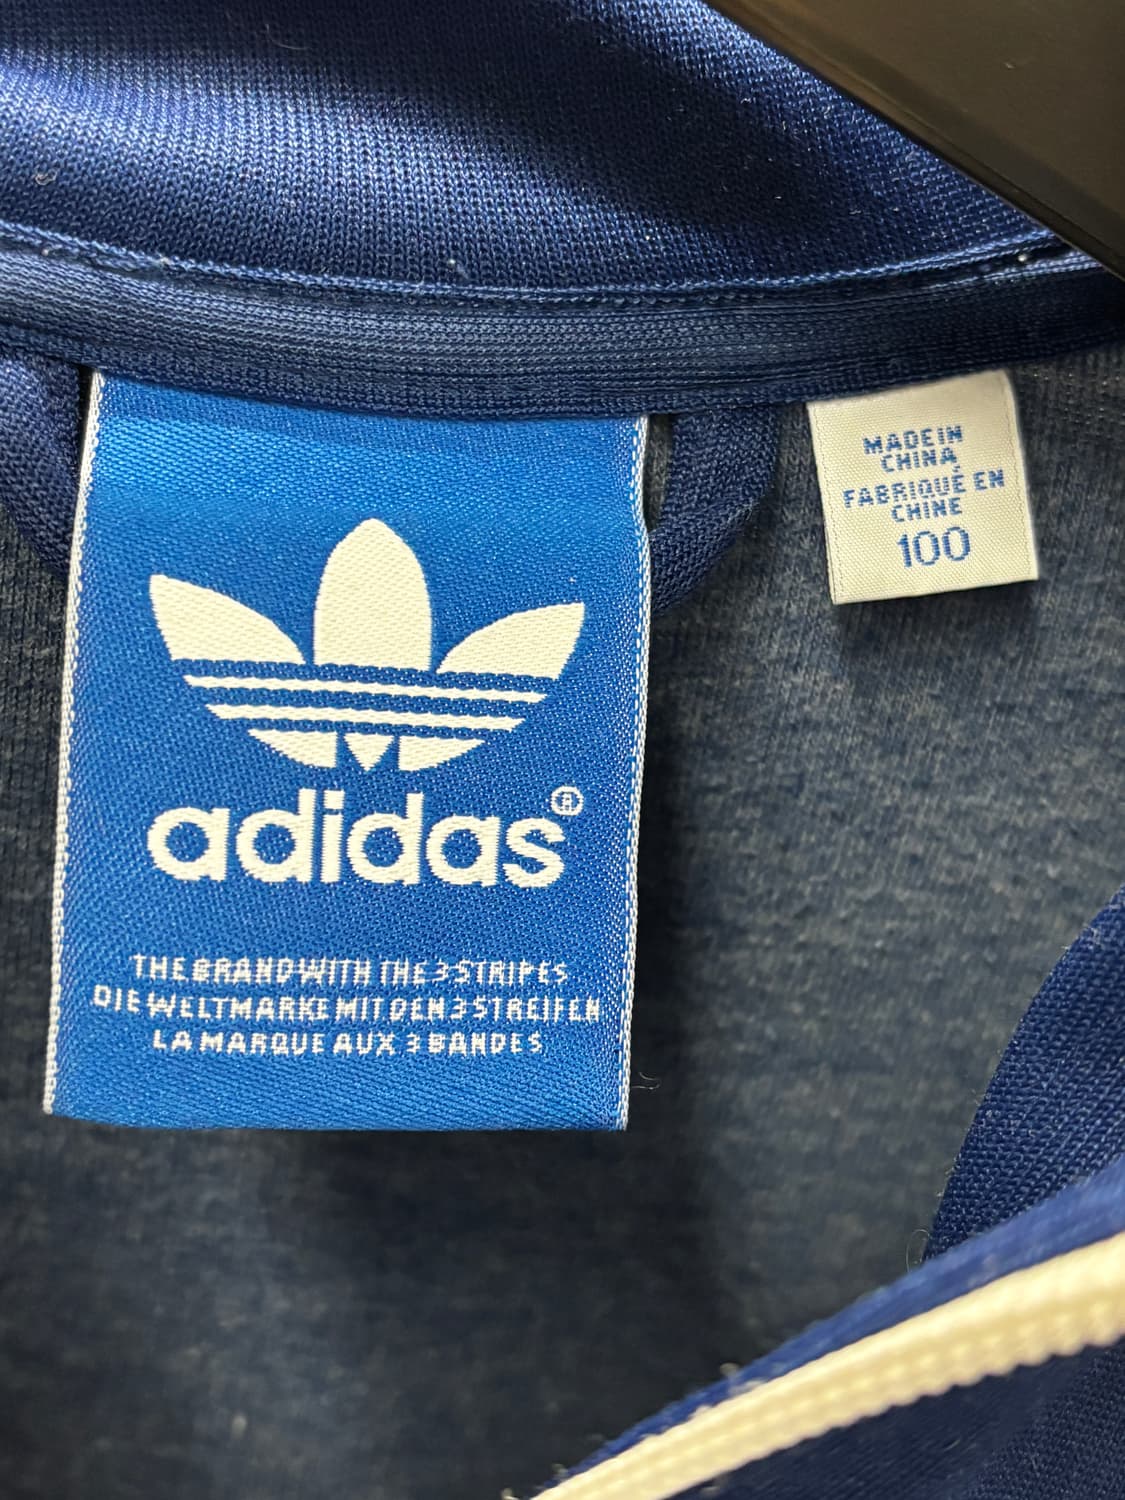 adidas®
THE BRAND WITH THE 3 STRIPES
DIE WELTMARKE MIT DEN 3 STREIFEN
LA MARQUE AUX 3 BANDES
MADE IN
CHINA
FABRIQUÉ EN
CHINE
100